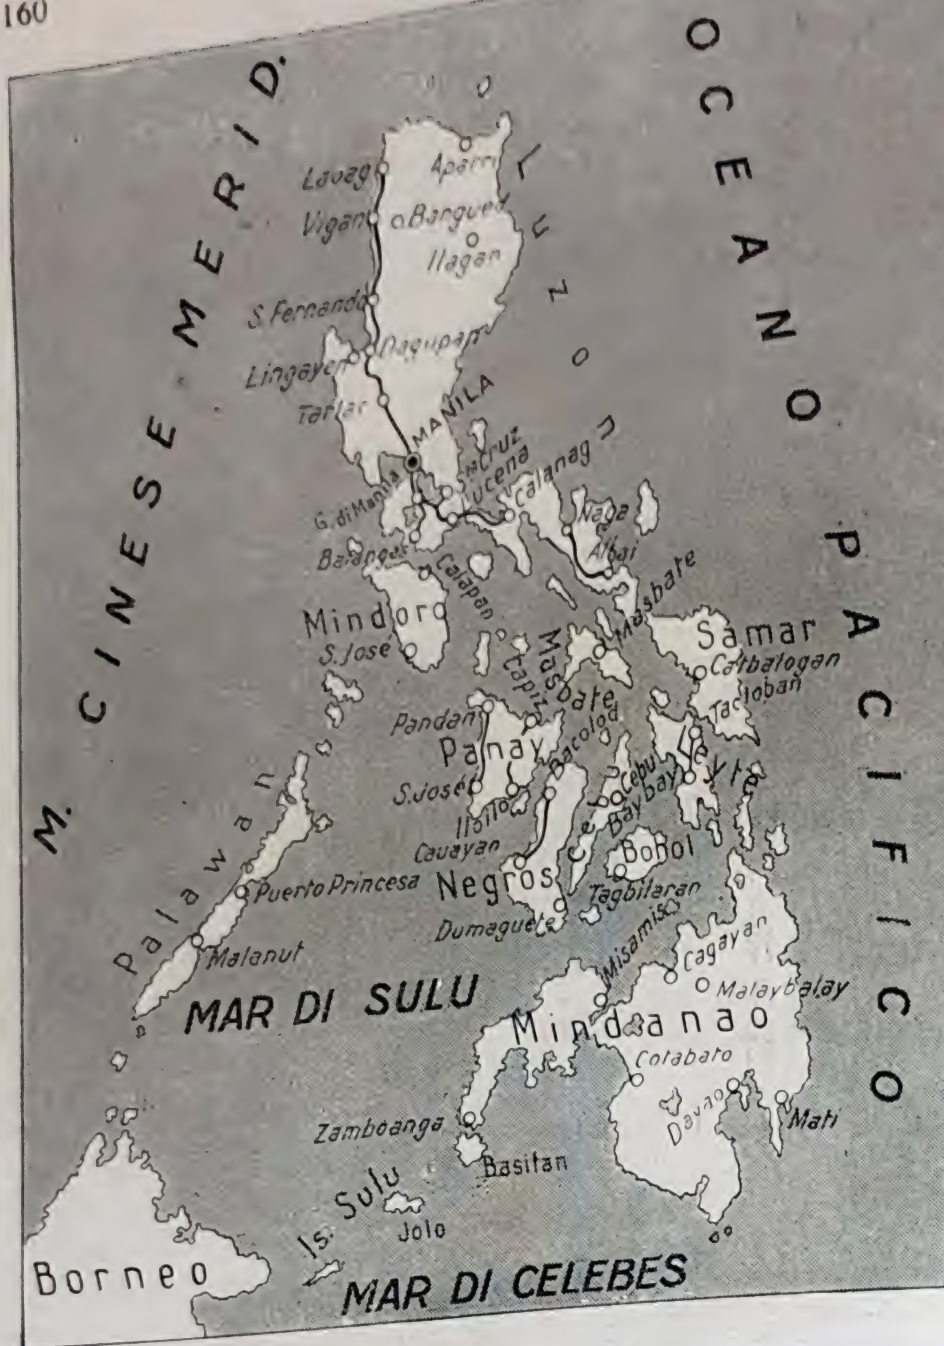 160
M. CINESE MERID.
OCEANO PACIFICO
Luzon
Aparri
Lavag
Vigan
Bangued
Ilagan
S. Fernando
Dagupan
Lingayen
Tarlac
MANILA
Sta Cruz
Lucena
Calanag
G. di Manila
Naga
Albai
Batangas
Calapan
Mindoro
S. José
Masbate
Masbate
Samar
Catbalogan
Tacloban
Capiz
Pandan
Panay
Bacolod
S. José
Iloilo
Cebu
Cebu
Baybay
Leyte
Cauayan
Bohol
Negros
Tagbilaran
Dumaguete
Palawan
Puerto Princesa
Malanut
Misamis
Cagayan
Malaybalay
MAR DI SULU
Mindanao
Cotabato
Davao
Mati
Zamboanga
Basilan
Is. Sulu
Jolo
Borneo
MAR DI CELEBES